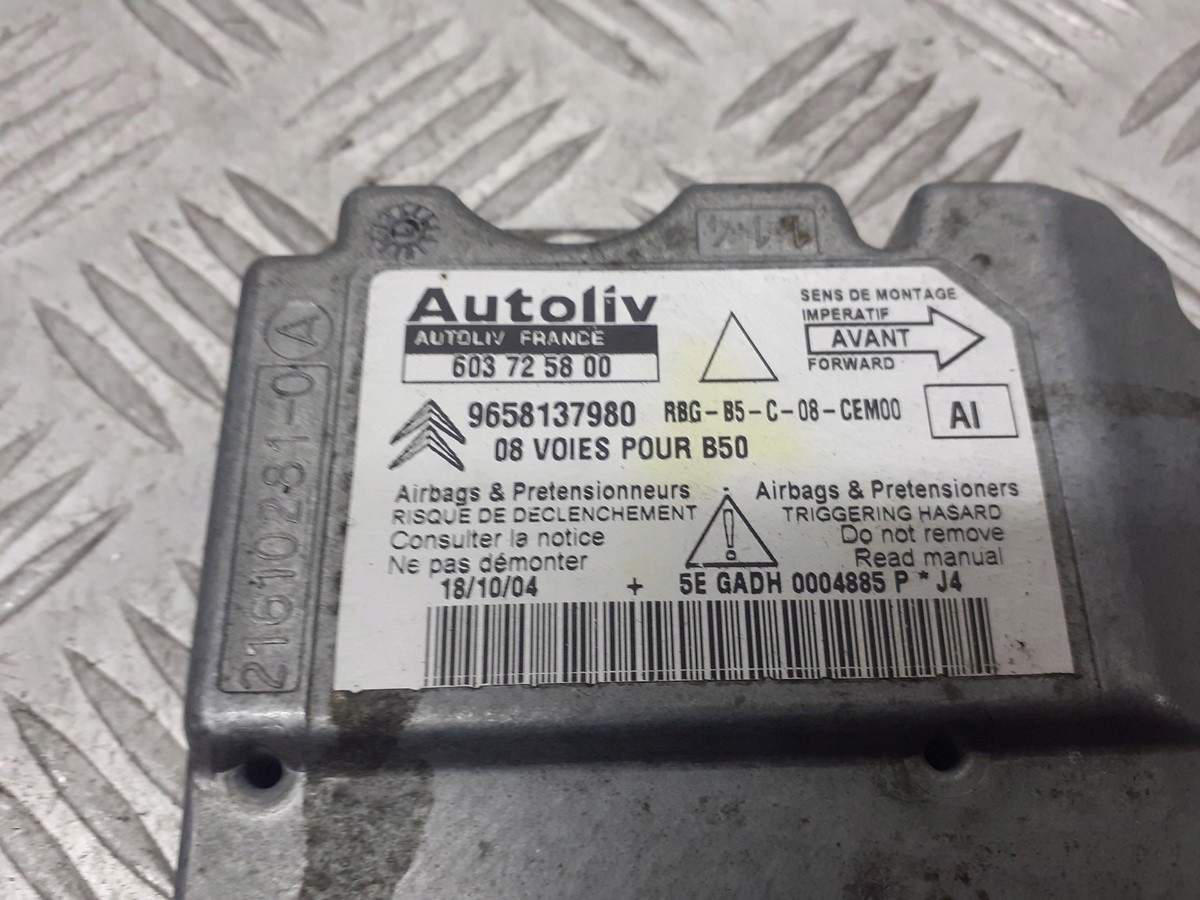 Autoliv
AUTOLIV FRANCE
603 72 58 00
SENS DE MONTAGE
IMPERATIF
AVANT
FORWARD
9658137980 RBG-B5-C-08-CEM00
AI
08 VOIES POUR B50
Airbags & Pretensionneurs - Airbags & Pretensioners
RISQUE DE DECLENCHEMENT ! TRIGGERING HASARD
Consulter la notice Do not remove
Ne pas démonter Read manual
18/10/04 + 5E GADH 0004885 P * J4
21610281-0 A